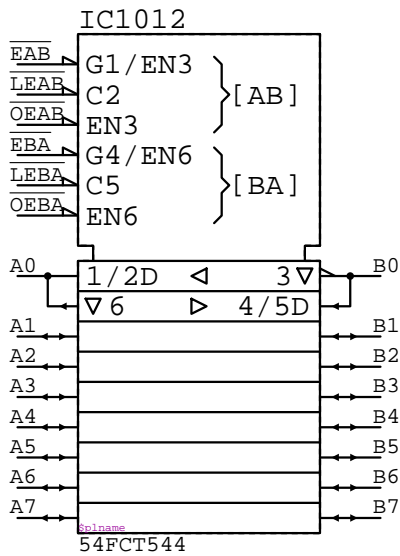 IC1012
EAB G1/EN3
LEAB C2 [AB]
OEAB EN3
EBA G4/EN6
LEBA C5 [BA]
OEBA EN6
A0 1/2D 3 B0
6 4/5D
A1 B1
A2 B2
A3 B3
A4 B4
A5 B5
A6 B6
A7 B7
$plname
54FCT544